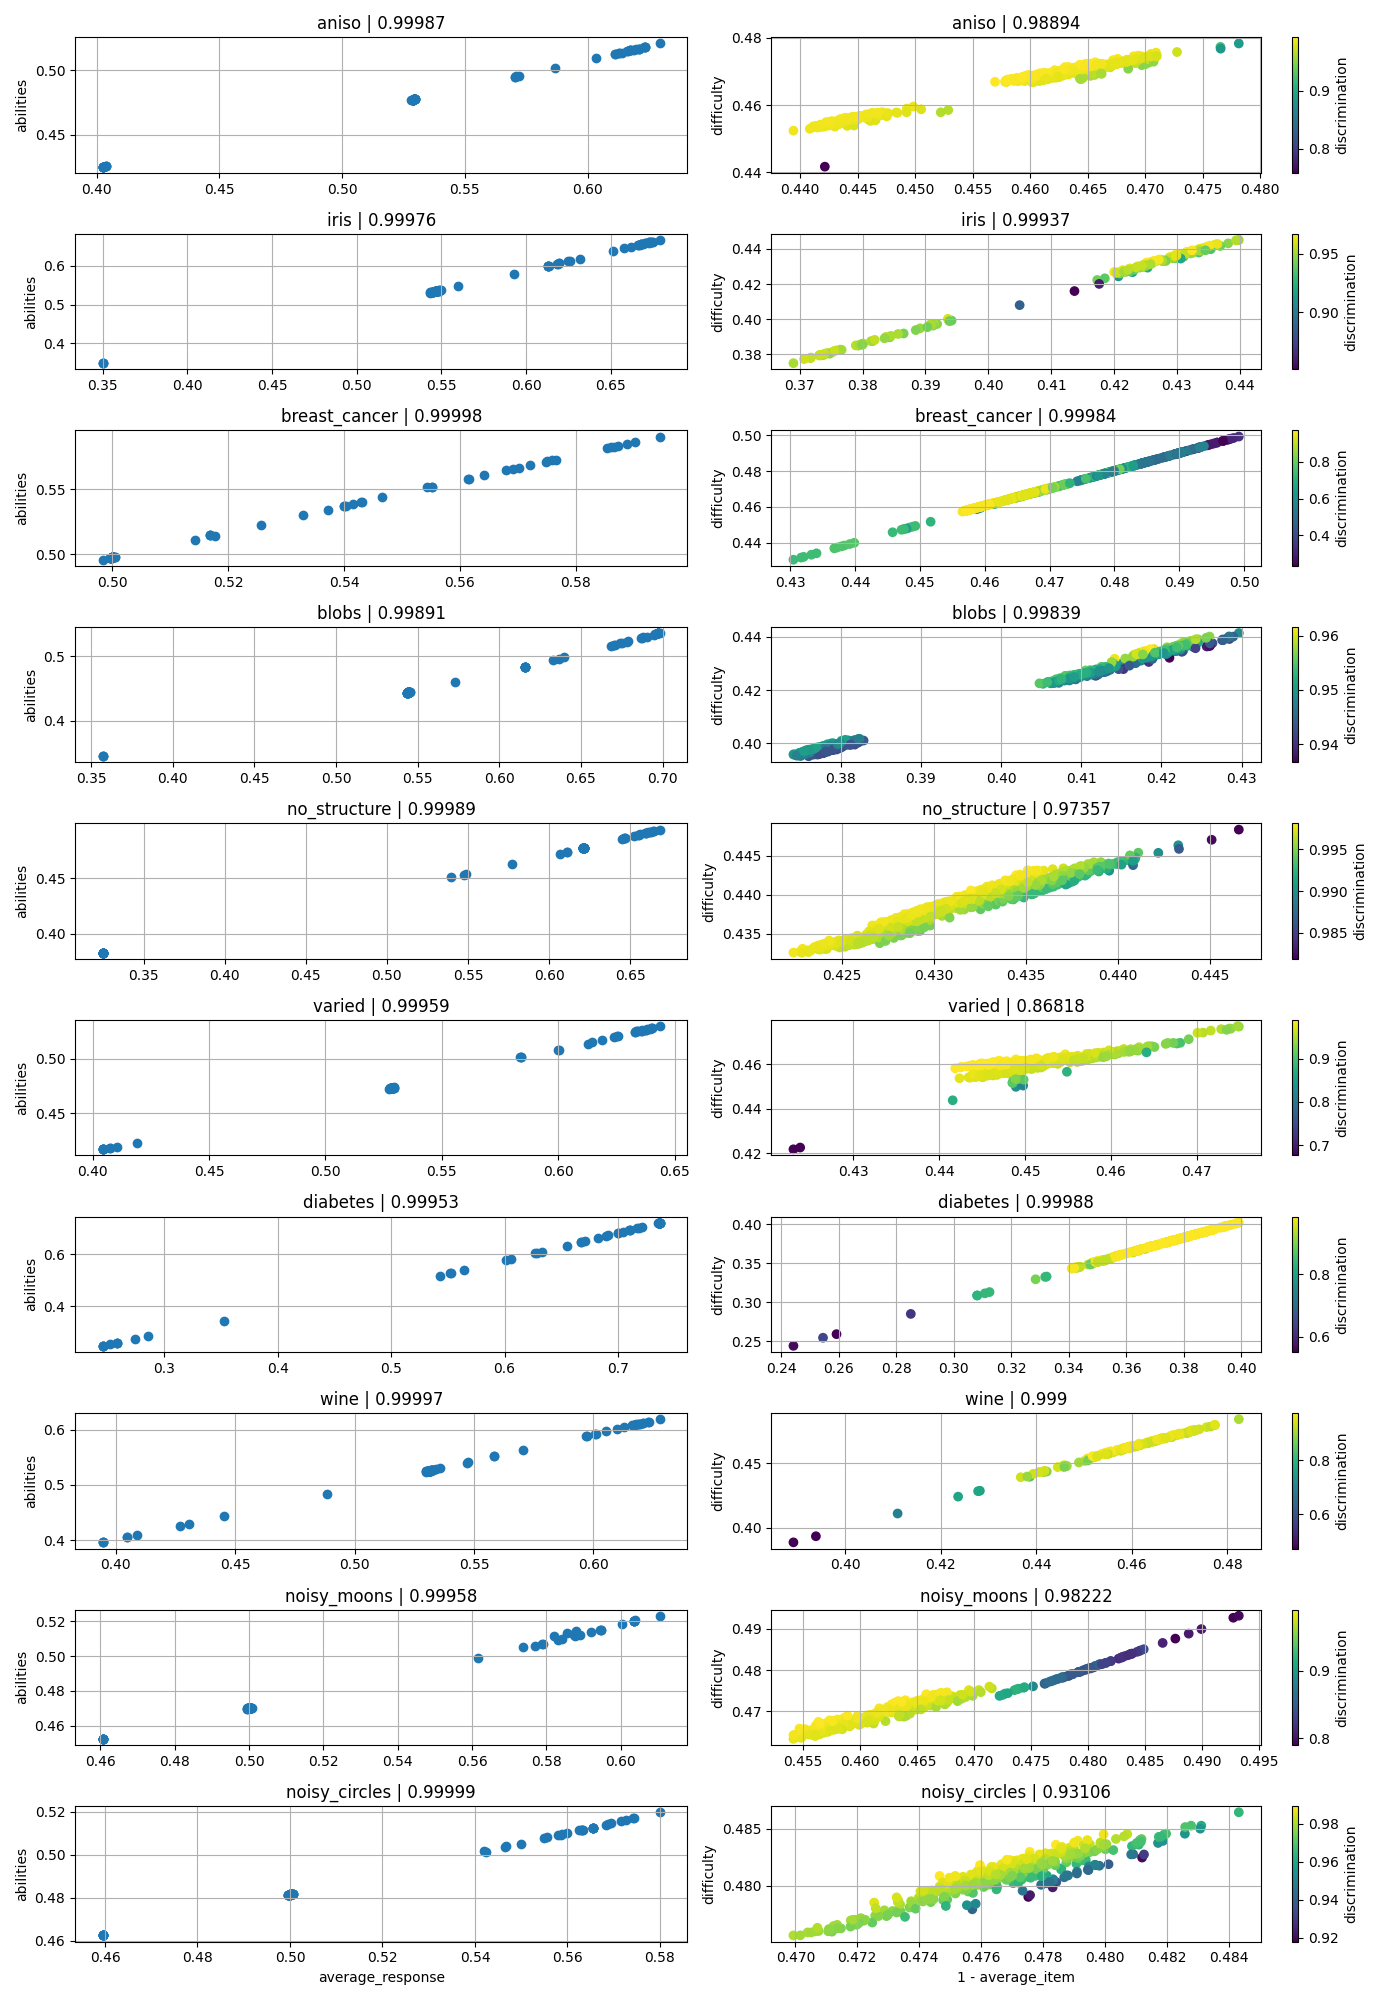 aniso | 0.99987
abilities
0.50
0.45
0.40 0.45 0.50 0.55 0.60
aniso | 0.98894
difficulty
0.48
0.46
0.44
0.440 0.445 0.450 0.455 0.460 0.465 0.470 0.475 0.480
0.9
0.8
discrimination
iris | 0.99976
abilities
0.6
0.5
0.4
0.35 0.40 0.45 0.50 0.55 0.60 0.65
iris | 0.99937
difficulty
0.44
0.42
0.40
0.38
0.37 0.38 0.39 0.40 0.41 0.42 0.43 0.44
0.95
0.90
discrimination
breast_cancer | 0.99998
abilities
0.55
0.50
0.50 0.52 0.54 0.56 0.58
breast_cancer | 0.99984
difficulty
0.50
0.48
0.46
0.44
0.43 0.44 0.45 0.46 0.47 0.48 0.49 0.50
0.8
0.6
0.4
discrimination
blobs | 0.99891
abilities
0.5
0.4
0.35 0.40 0.45 0.50 0.55 0.60 0.65 0.70
blobs | 0.99839
difficulty
0.44
0.42
0.40
0.38 0.39 0.40 0.41 0.42 0.43
0.96
0.95
0.94
discrimination
no_structure | 0.99989
abilities
0.45
0.40
0.35 0.40 0.45 0.50 0.55 0.60 0.65
no_structure | 0.97357
difficulty
0.445
0.440
0.435
0.425 0.430 0.435 0.440 0.445
0.995
0.990
0.985
discrimination
varied | 0.99959
abilities
0.50
0.45
0.40 0.45 0.50 0.55 0.60 0.65
varied | 0.86818
difficulty
0.46
0.44
0.42
0.43 0.44 0.45 0.46 0.47
0.9
0.8
0.7
discrimination
diabetes | 0.99953
abilities
0.6
0.4
0.3 0.4 0.5 0.6 0.7
diabetes | 0.99988
difficulty
0.40
0.35
0.30
0.25
0.24 0.26 0.28 0.30 0.32 0.34 0.36 0.38 0.40
0.8
0.6
discrimination
wine | 0.99997
abilities
0.6
0.5
0.4
0.40 0.45 0.50 0.55 0.60
wine | 0.999
difficulty
0.45
0.40
0.40 0.42 0.44 0.46 0.48
0.8
0.6
discrimination
noisy_moons | 0.99958
abilities
0.52
0.50
0.48
0.46
0.46 0.48 0.50 0.52 0.54 0.56 0.58 0.60
noisy_moons | 0.98222
difficulty
0.49
0.48
0.47
0.455 0.460 0.465 0.470 0.475 0.480 0.485 0.490 0.495
0.9
0.8
discrimination
noisy_circles | 0.99999
abilities
0.52
0.50
0.48
0.46
0.46 0.48 0.50 0.52 0.54 0.56 0.58
average_response
noisy_circles | 0.93106
difficulty
0.485
0.480
0.470 0.472 0.474 0.476 0.478 0.480 0.482 0.484
1 - average_item
0.98
0.96
0.94
0.92
discrimination